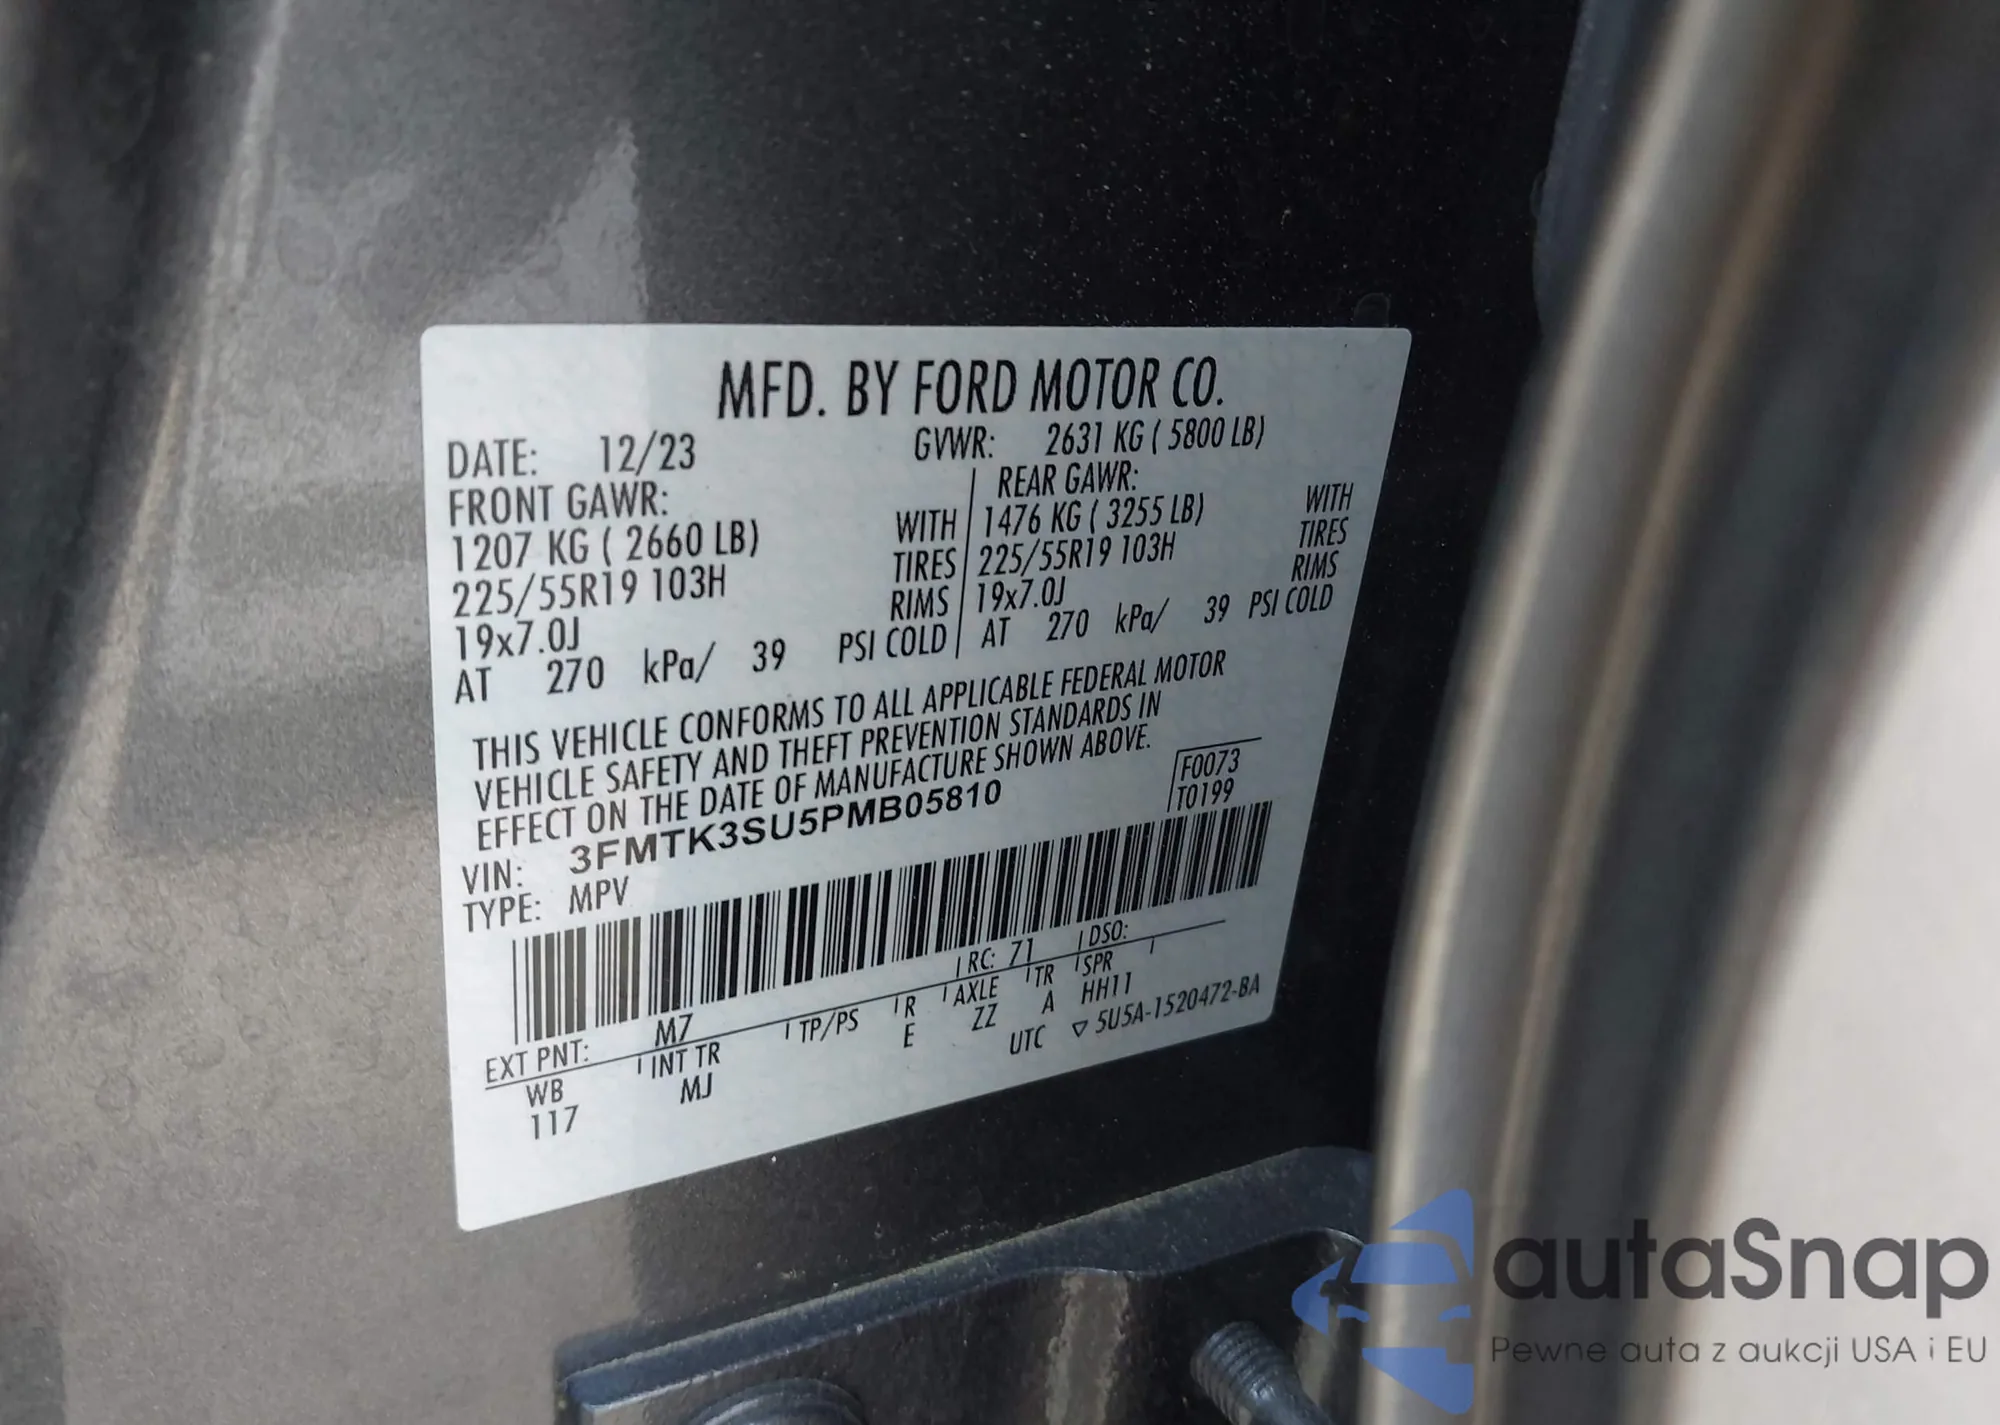 MFD. BY FORD MOTOR CO.
DATE: 12/23 GVWR: 2631 KG ( 5800 LB)
FRONT GAWR: REAR GAWR:
1207 KG ( 2660 LB) WITH 1476 KG ( 3255 LB) WITH
225/55R19 103H TIRES 225/55R19 103H TIRES
19x7.0J RIMS 19x7.0J RIMS
AT 270 kPa/ 39 PSI COLD AT 270 kPa/ 39 PSI COLD
THIS VEHICLE CONFORMS TO ALL APPLICABLE FEDERAL MOTOR
VEHICLE SAFETY AND THEFT PREVENTION STANDARDS IN
EFFECT ON THE DATE OF MANUFACTURE SHOWN ABOVE.
F0073
T0199
VIN: 3FMTK3SU5PMB05810
TYPE: MPV
EXT PNT: M7 RC: 71 DSO:
WB INT TR TP/PS R AXLE TR SPR
117 MJ E ZZ A HH11
UTC ▽ 5U5A-1520472-BA
autaSnap
Pewne auta z aukcji USA i EU